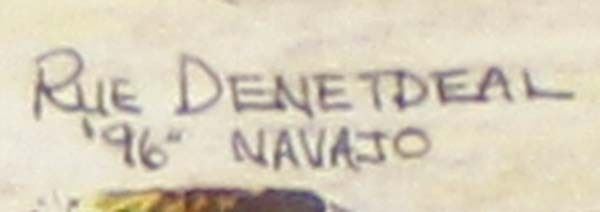 RUE DENETDEAL
'96" NAVAJO